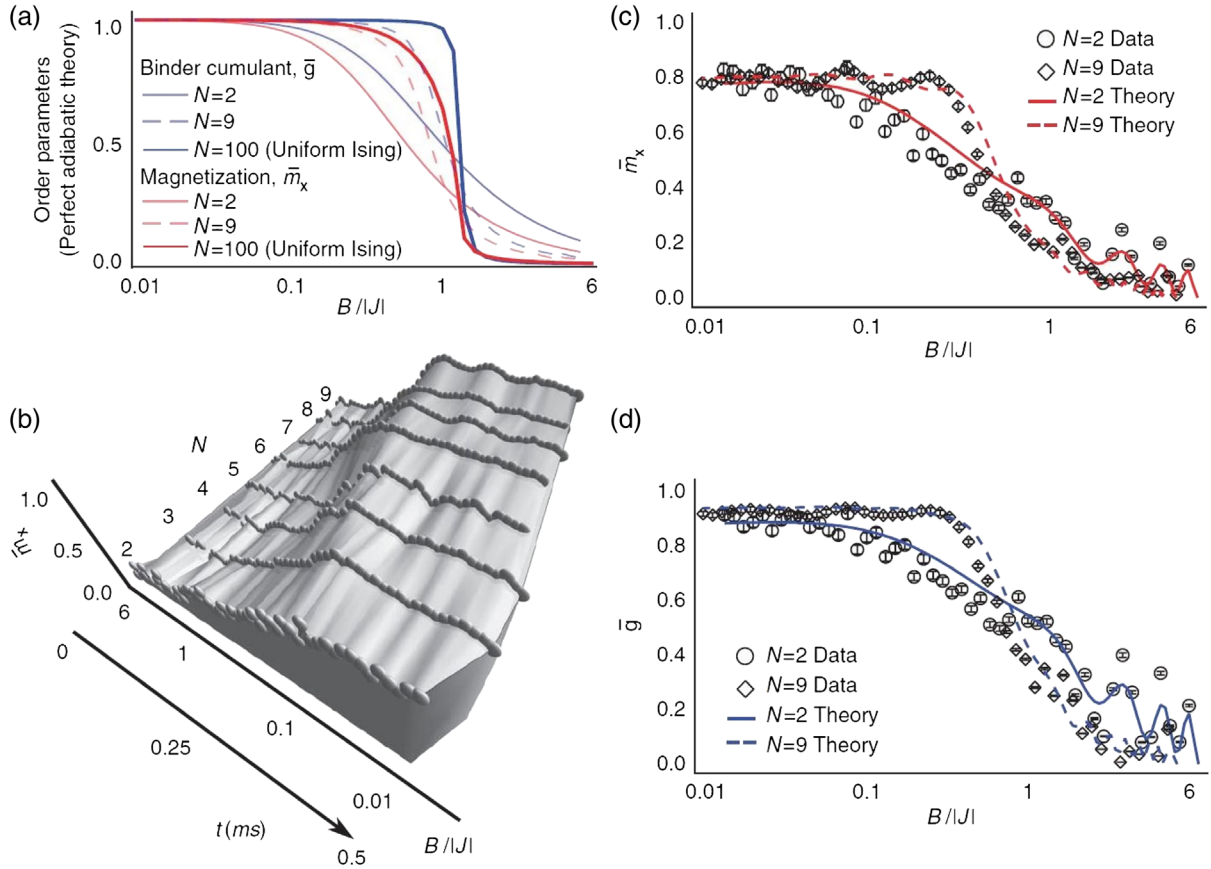 (a)
Order parameters
(Perfect adiabatic theory)
1.0
0.5
0.0
Binder cumulant, g̅
N=2
N=9
N=100 (Uniform Ising)
Magnetization, m̅x
N=2
N=9
N=100 (Uniform Ising)
0.01 0.1 1 6
B/|J|
(b)
N
9
8
7
6
5
4
3
2
m̅+
1.0
0.5
0.0
6
1
0.1
0.01
B/|J|
0
0.25
0.5
t(ms)
(c)
m̅x
1.0
0.8
0.6
0.4
0.2
0.0
N=2 Data
N=9 Data
N=2 Theory
N=9 Theory
0.01 0.1 1 6
B/|J|
(d)
g̅
1.0
0.8
0.6
0.4
0.2
0.0
N=2 Data
N=9 Data
N=2 Theory
N=9 Theory
0.01 0.1 1 6
B/|J|